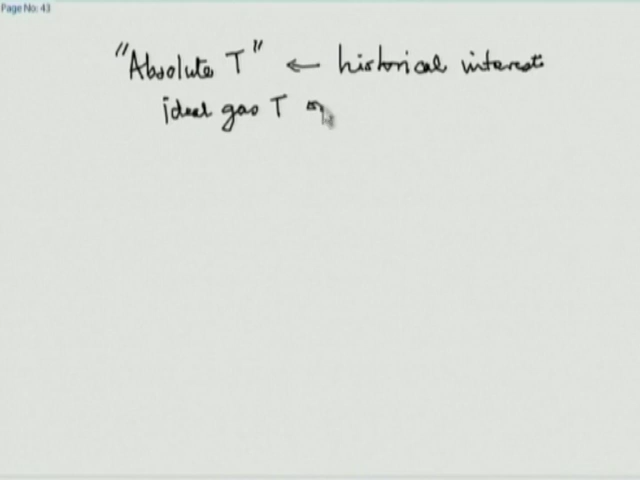 Page No: 43
"Absolute T" ← historical interest
ideal gas T